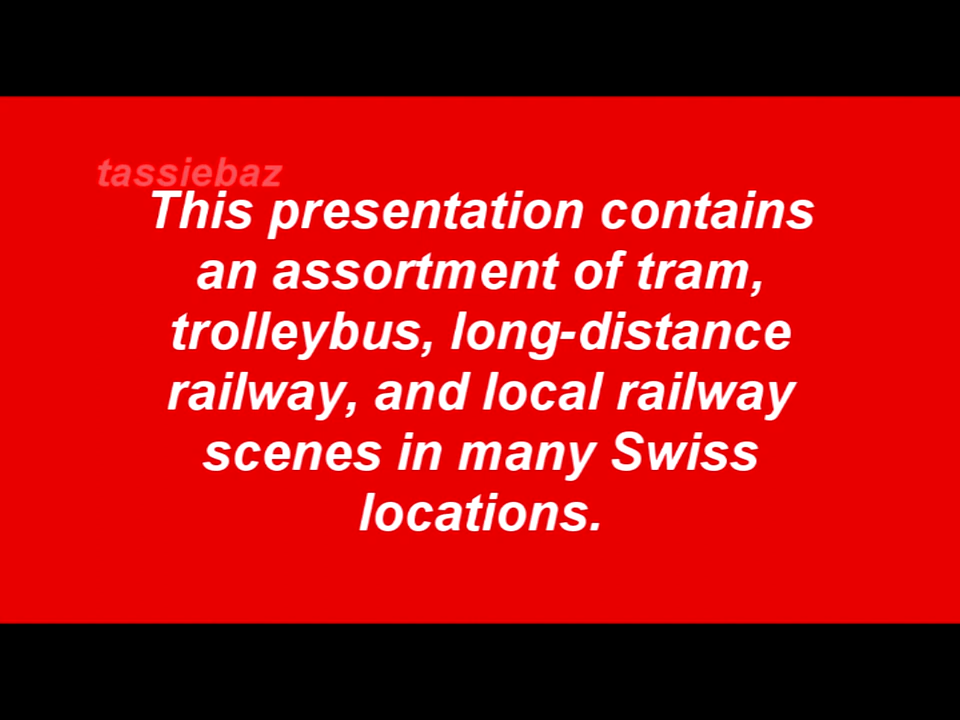 tassiebaz
This presentation contains
an assortment of tram,
trolleybus, long-distance
railway, and local railway
scenes in many Swiss
locations.